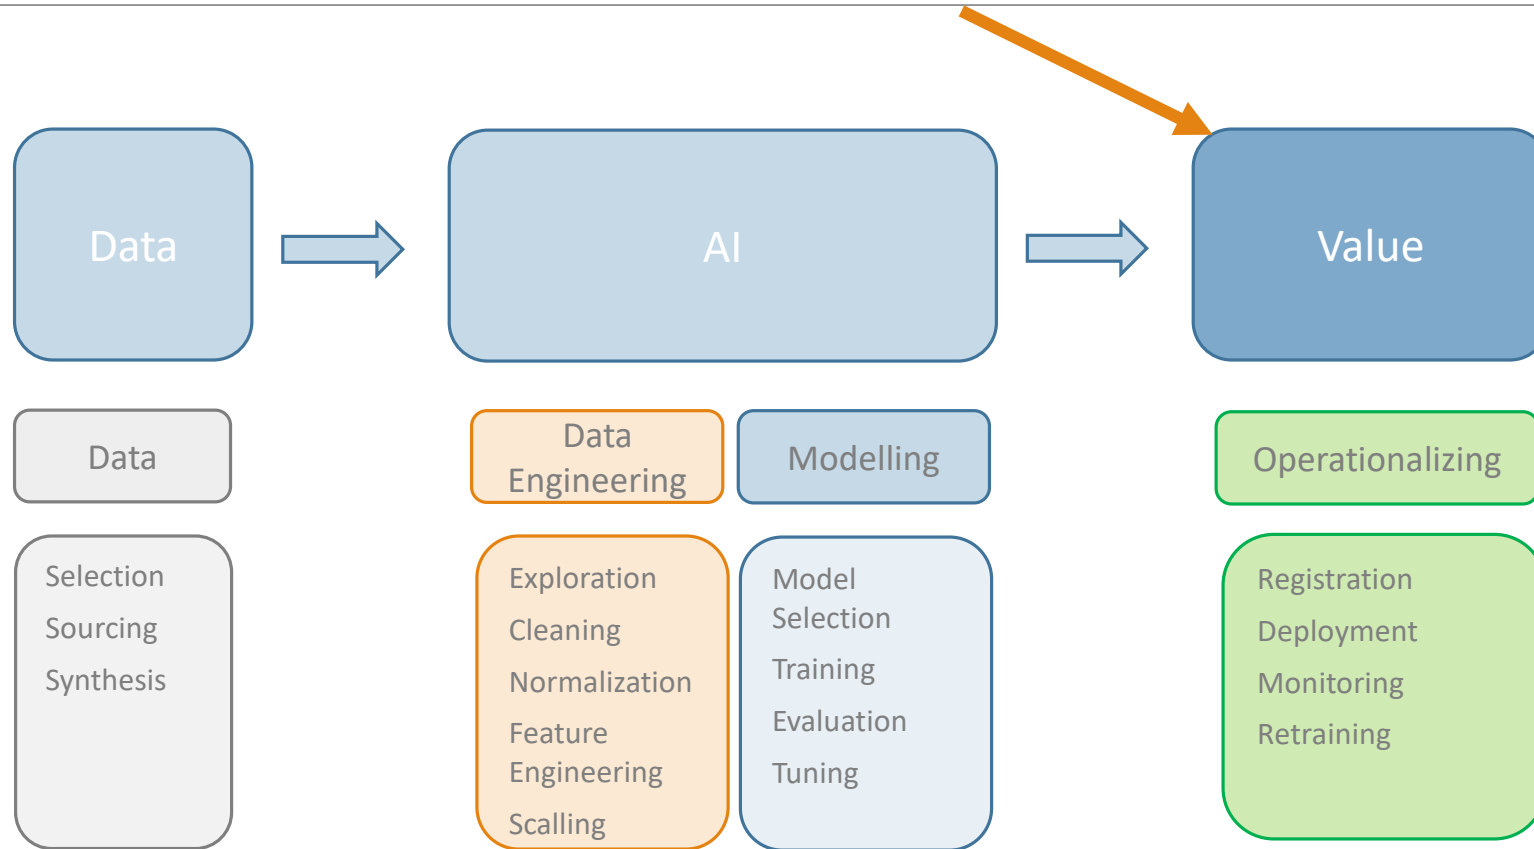 Data
AI
Value
Data
Data
Engineering
Modelling
Operationalizing
Selection
Sourcing
Synthesis
Exploration
Cleaning
Normalization
Feature
Engineering
Scalling
Model
Selection
Training
Evaluation
Tuning
Registration
Deployment
Monitoring
Retraining